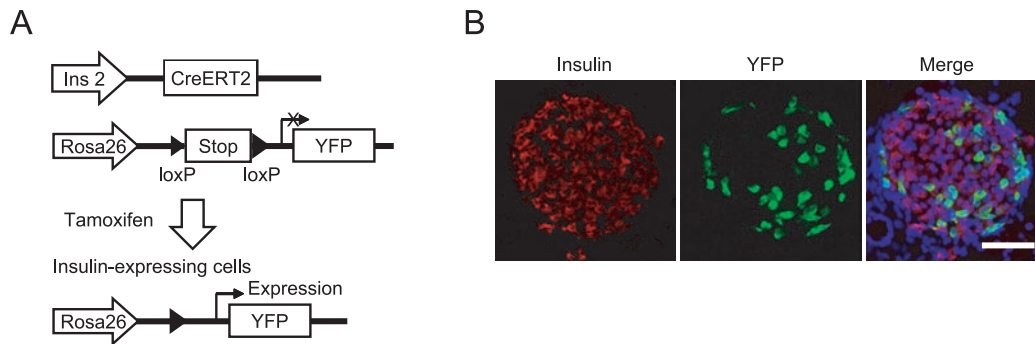 A
Ins 2
CreERT2
Rosa26
Stop
YFP
loxP
loxP
Tamoxifen
Insulin-expressing cells
Expression
Rosa26
YFP
B
Insulin
YFP
Merge